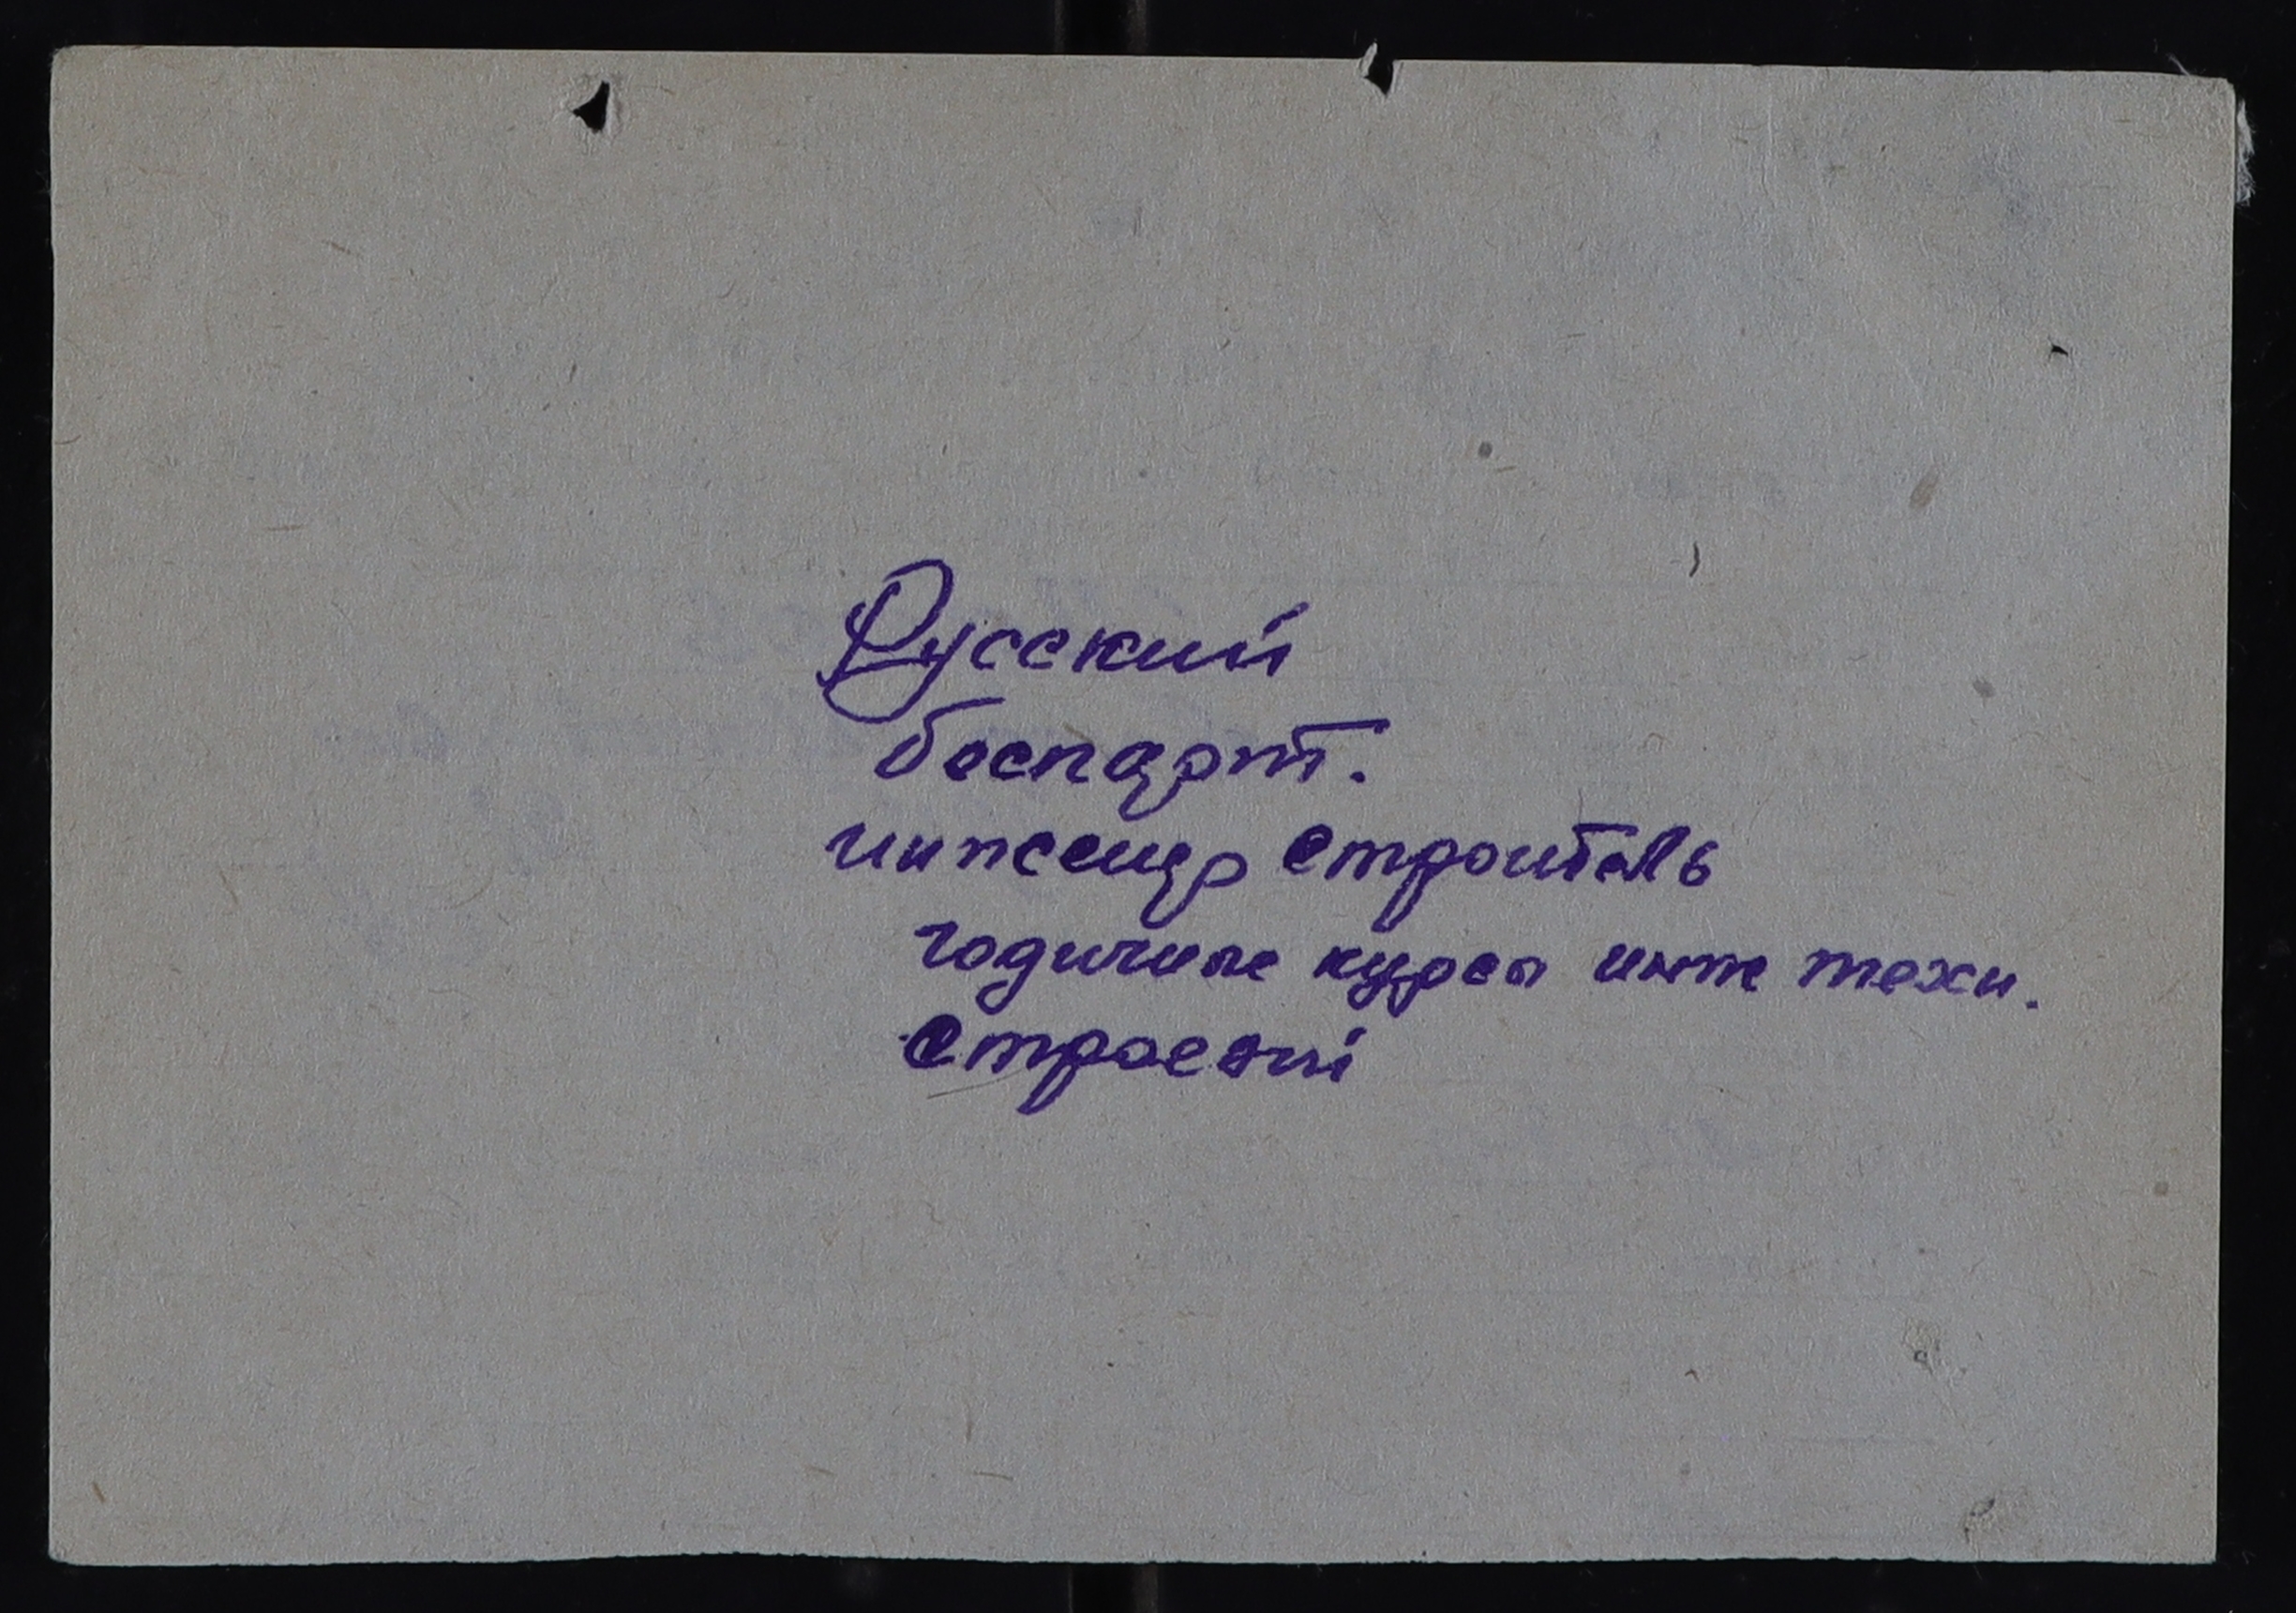 Русский
беспарт.
инженер строитель
годичные курсы инж техн.
строений